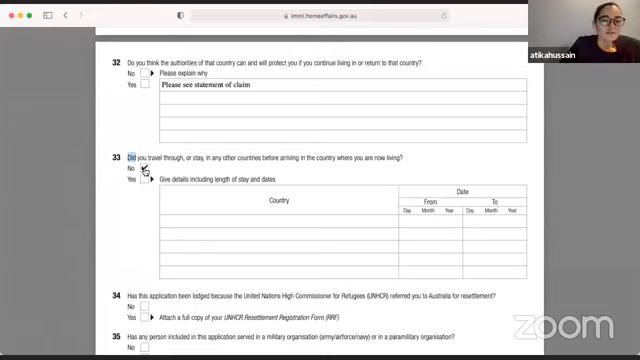 immi.homeaffairs.gov.au
32 Do you think the authorities of that country can and will protect you if you continue living in or return to that country?
No Please explain why
Yes Please see statement of claim
33 Did you travel through, or stay, in any other countries before arriving in the country where you are now living?
No
Yes Give details including length of stay and dates
Country Date
From To
Day Month Year Day Month Year
34 Has this application been lodged because the United Nations High Commissioner for Refugees (UNHCR) referred you to Australia for resettlement?
No
Yes Attach a full copy of your UNHCR Resettlement Registration Form (RRF)
35 Has any person included in this application served in a military organisation (army/airforce/navy) or in a paramilitary organisation?
No
atikahussain
zoom